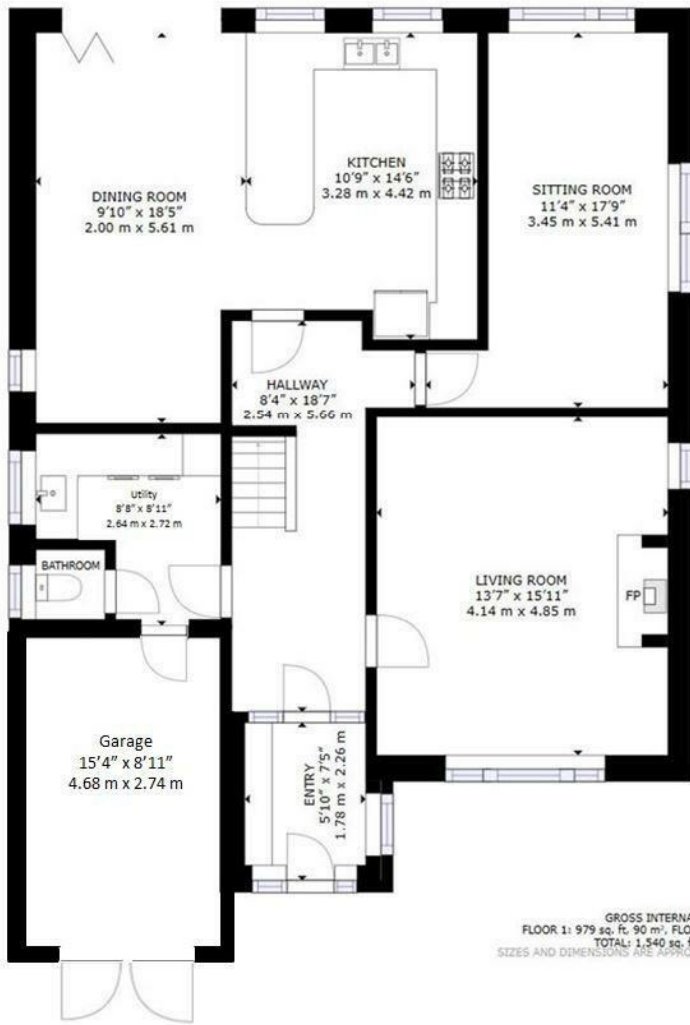 KITCHEN
10'9" x 14'6"
3.28 m x 4.42 m
DINING ROOM
9'10" x 18'5"
2.00 m x 5.61 m
SITTING ROOM
11'4" x 17'9"
3.45 m x 5.41 m
HALLWAY
8'4" x 18'7"
2.54 m x 5.66 m
Utility
8'8" x 8'11"
2.64 m x 2.72 m
BATHROOM
LIVING ROOM
13'7" x 15'11"
4.14 m x 4.85 m
FP
Garage
15'4" x 8'11"
4.68 m x 2.74 m
ENTRY
5'10" x 7'5"
1.78 m x 2.26 m
GROSS INTERNA
FLOOR 1: 979 sq. ft, 90 m², FLO
TOTAL: 1,540 sq. f
SIZES AND DIMENSIONS ARE APPRO